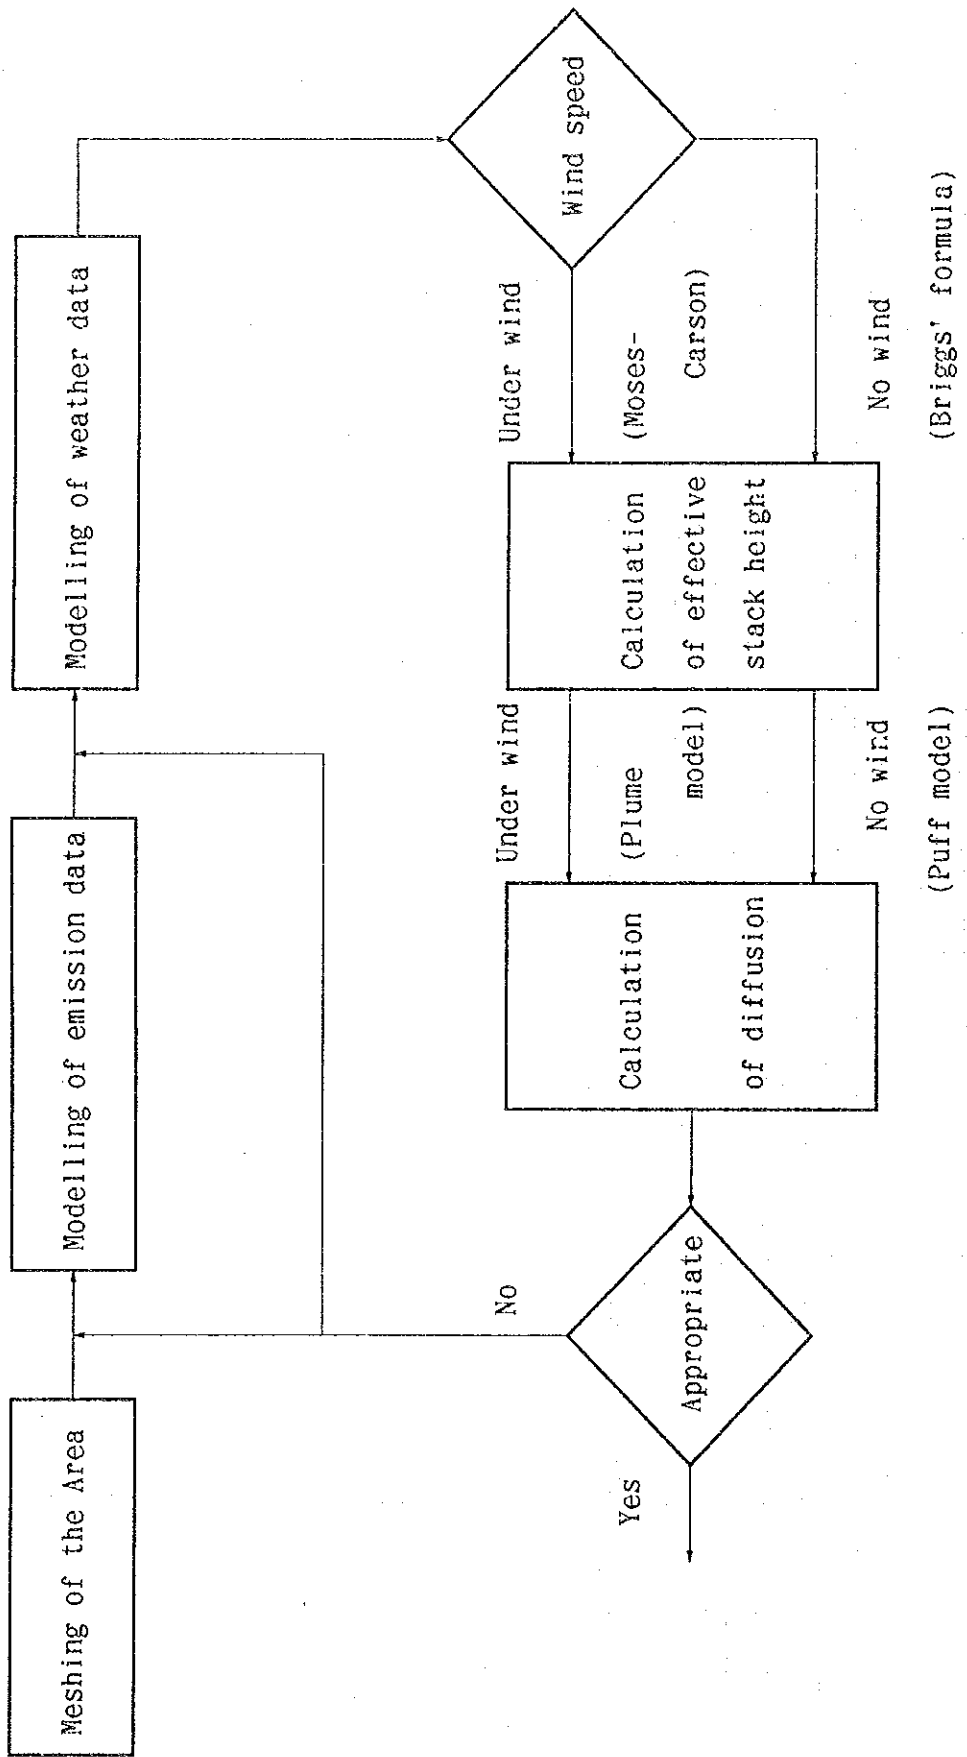 Meshing of the Area
Modelling of emission data
Modelling of weather data
Wind speed
Under wind
(Moses-
Carson)
No wind
(Briggs' formula)
Calculation
of effective
stack height
Under wind
(Plume
model)
No wind
(Puff model)
Calculation
of diffusion
No
Appropriate
Yes